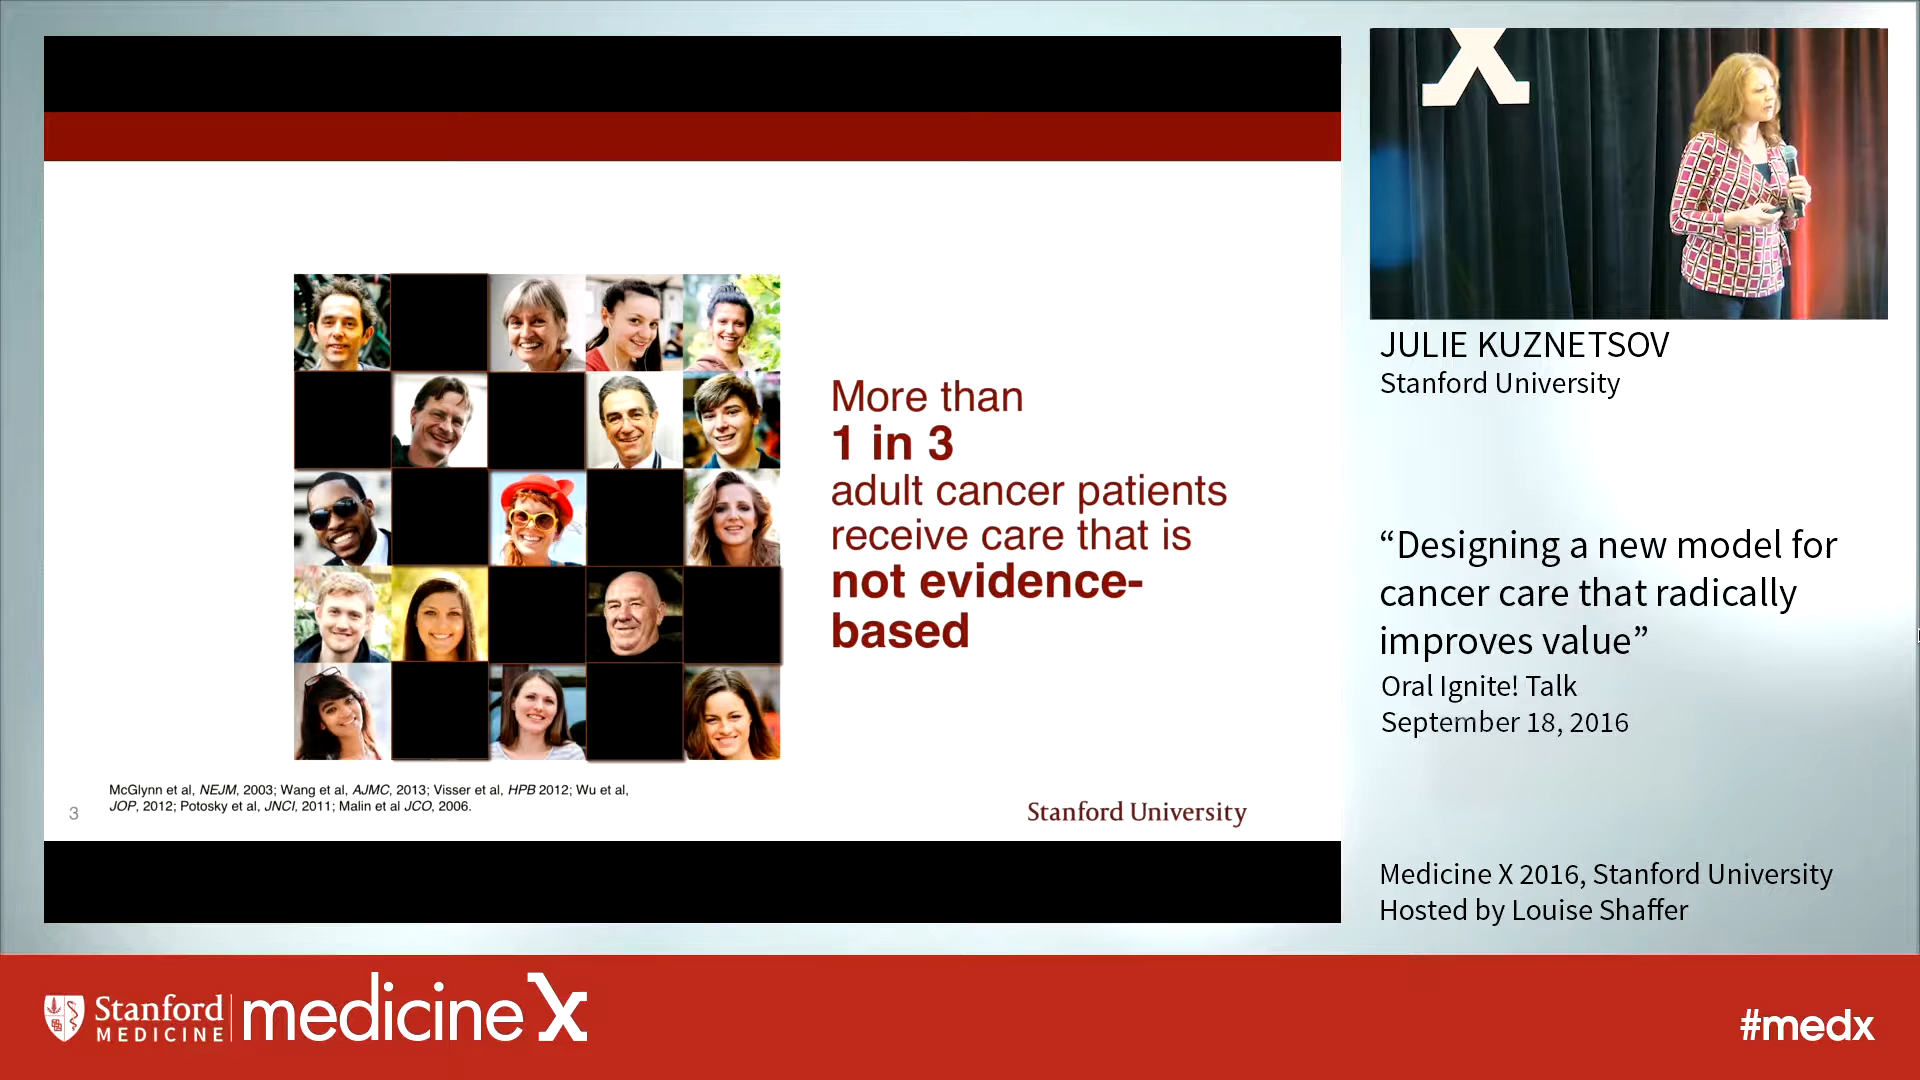 More than
1 in 3
adult cancer patients
receive care that is
not evidence-
based
McGlynn et al, NEJM, 2003; Wang et al, AJMC, 2013; Visser et al, HPB 2012; Wu et al,
JOP, 2012; Potosky et al, JNCI, 2011; Malin et al JCO, 2006.
3
Stanford University
X
JULIE KUZNETSOV
Stanford University
“Designing a new model for
cancer care that radically
improves value”
Oral Ignite! Talk
September 18, 2016
Medicine X 2016, Stanford University
Hosted by Louise Shaffer
Stanford
MEDICINE
medicine X
#medx